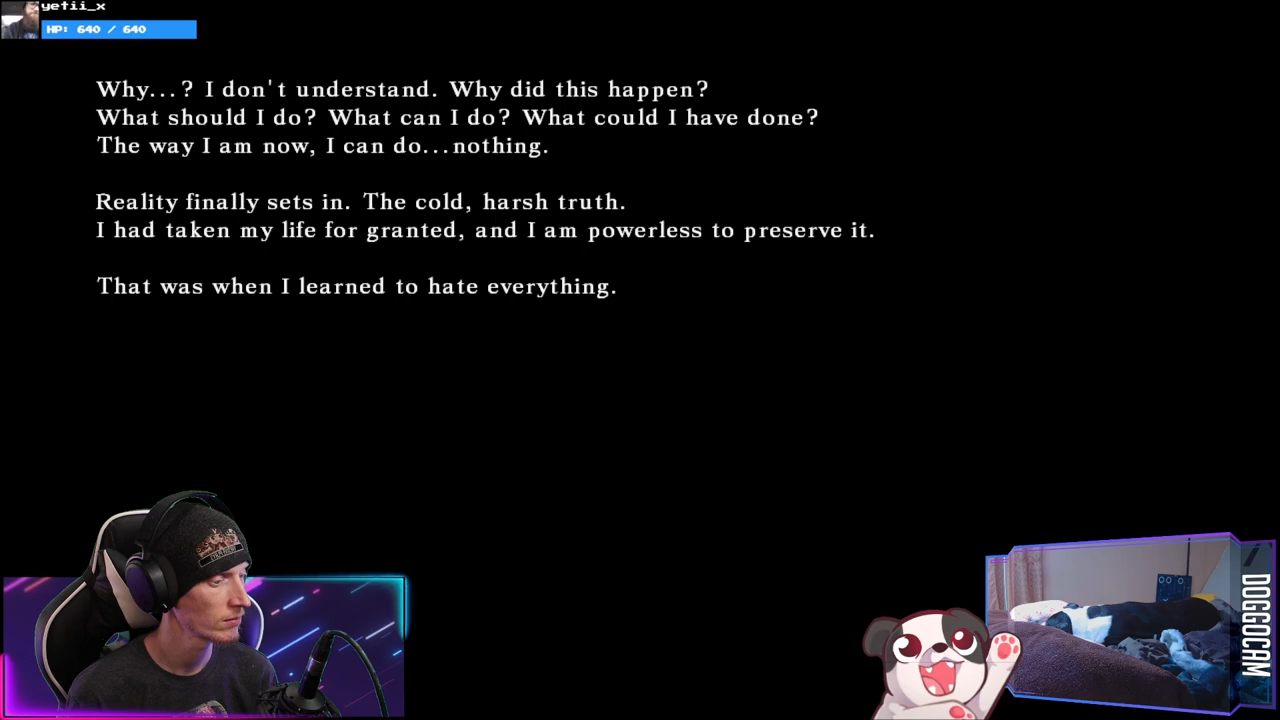 yetii_x
HP: 640 / 640
Why...? I don't understand. Why did this happen?
What should I do? What can I do? What could I have done?
The way I am now, I can do...nothing.
Reality finally sets in. The cold, harsh truth.
I had taken my life for granted, and I am powerless to preserve it.
That was when I learned to hate everything.
DOGGOCAM